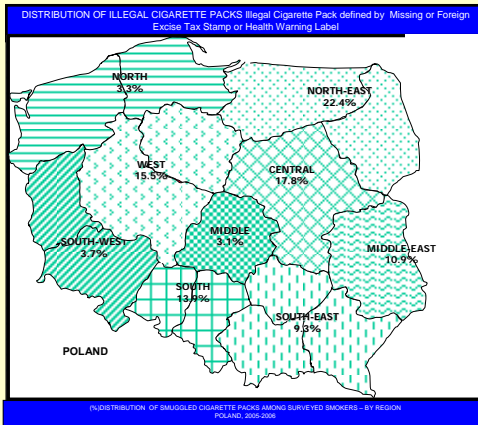 DISTRIBUTION OF ILLEGAL CIGARETTE PACKS Illegal Cigarette Pack defined by Missing or Foreign
Excise Tax Stamp or Health Warning Label
NORTH
3.3%
NORTH-EAST
22.4%
WEST
15.5%
CENTRAL
17.8%
MIDDLE
3.1%
SOUTH-WEST
3.7%
MIDDLE-EAST
10.9%
SOUTH
13.9%
SOUTH-EAST
9.3%
POLAND
(%)DISTRIBUTION OF SMUGGLED CIGARETTE PACKS AMONG SURVEYED SMOKERS – BY REGION
POLAND, 2005-2006